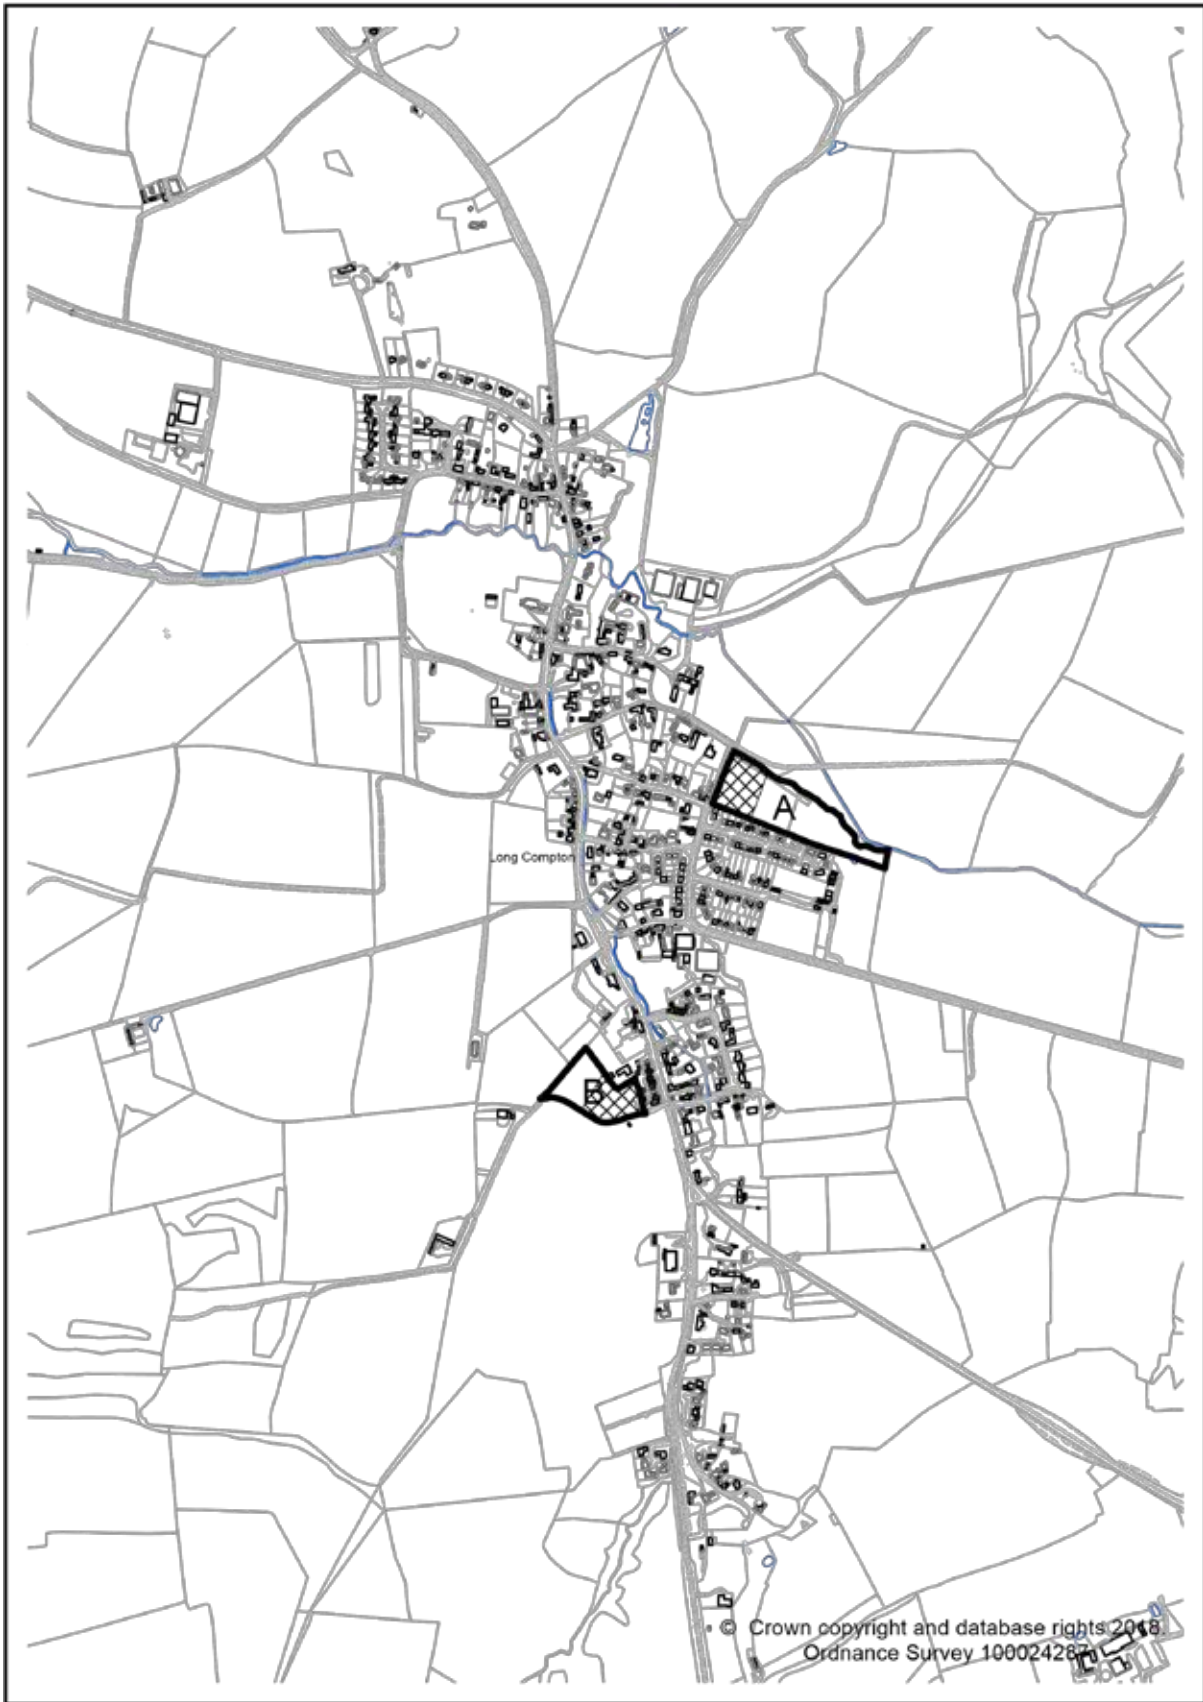 A
Long Compton
B
© Crown copyright and database rights 2018.
Ordnance Survey 100024287